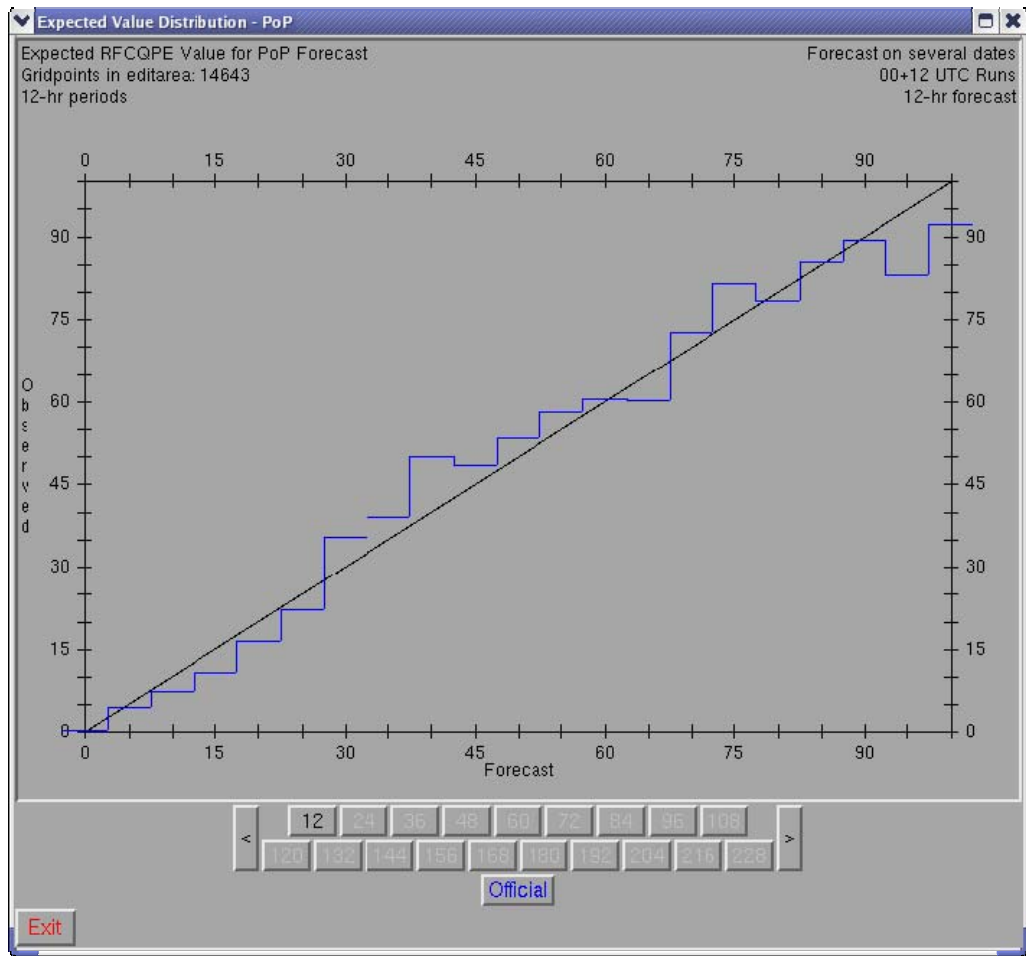 Expected Value Distribution - PoP
Expected RFCQPE Value for PoP Forecast
Gridpoints in editarea: 14643
12-hr periods
Forecast on several dates
00+12 UTC Runs
12-hr forecast
0 15 30 45 60 75 90
90 90
75 75
60 60
45 45
30 30
15 15
0 0
Observed
0 15 30 45 60 75 90
Forecast
< 12 24 36 48 60 72 84 96 108 >
120 132 144 156 168 180 192 204 216 228
Official
Exit